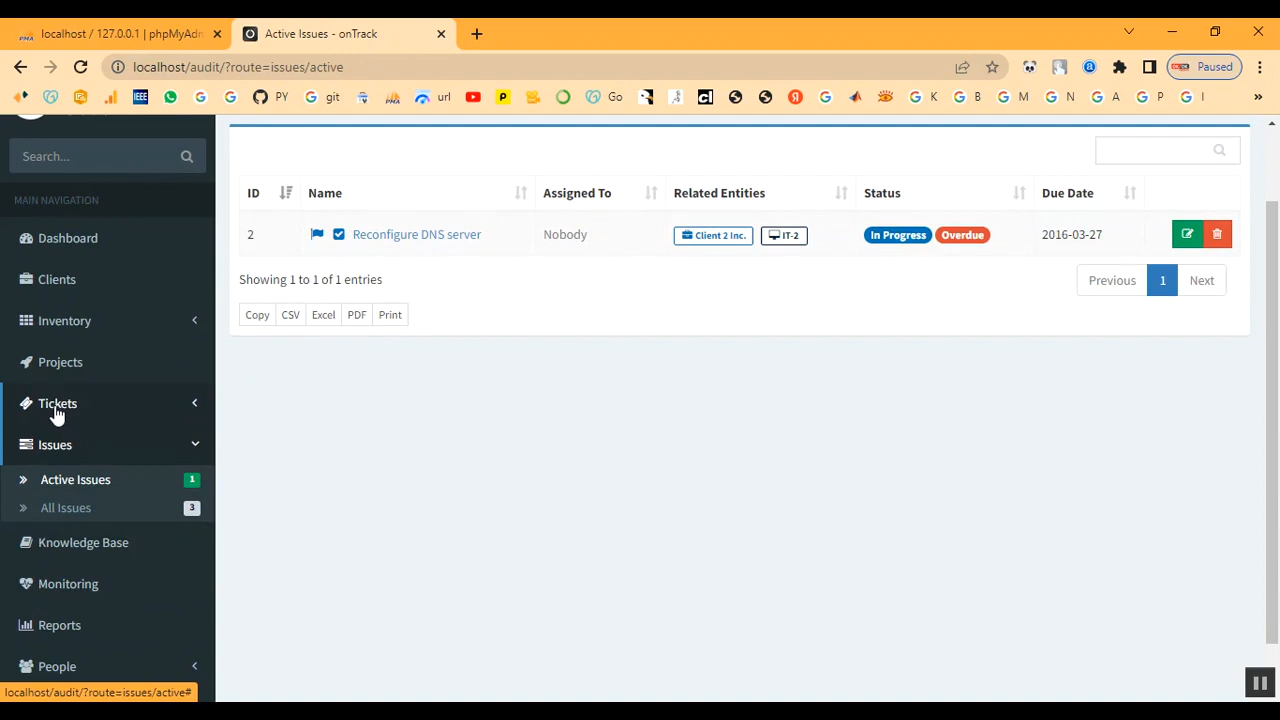 localhost / 127.0.0.1 | phpMyAdn
Active Issues - onTrack
localhost/audit/?route=issues/active
Paused
IEEE
PY
git
url
Go
K
B
M
N
A
P
I
Search...
MAIN NAVIGATION
Dashboard
Clients
Inventory
Projects
Tickets
Issues
Active Issues 1
All Issues 3
Knowledge Base
Monitoring
Reports
People
localhost/audit/?route=issues/active#
ID Name Assigned To Related Entities Status Due Date
2 Reconfigure DNS server Nobody Client 2 Inc. IT-2 In Progress Overdue 2016-03-27
Showing 1 to 1 of 1 entries
Previous 1 Next
Copy CSV Excel PDF Print